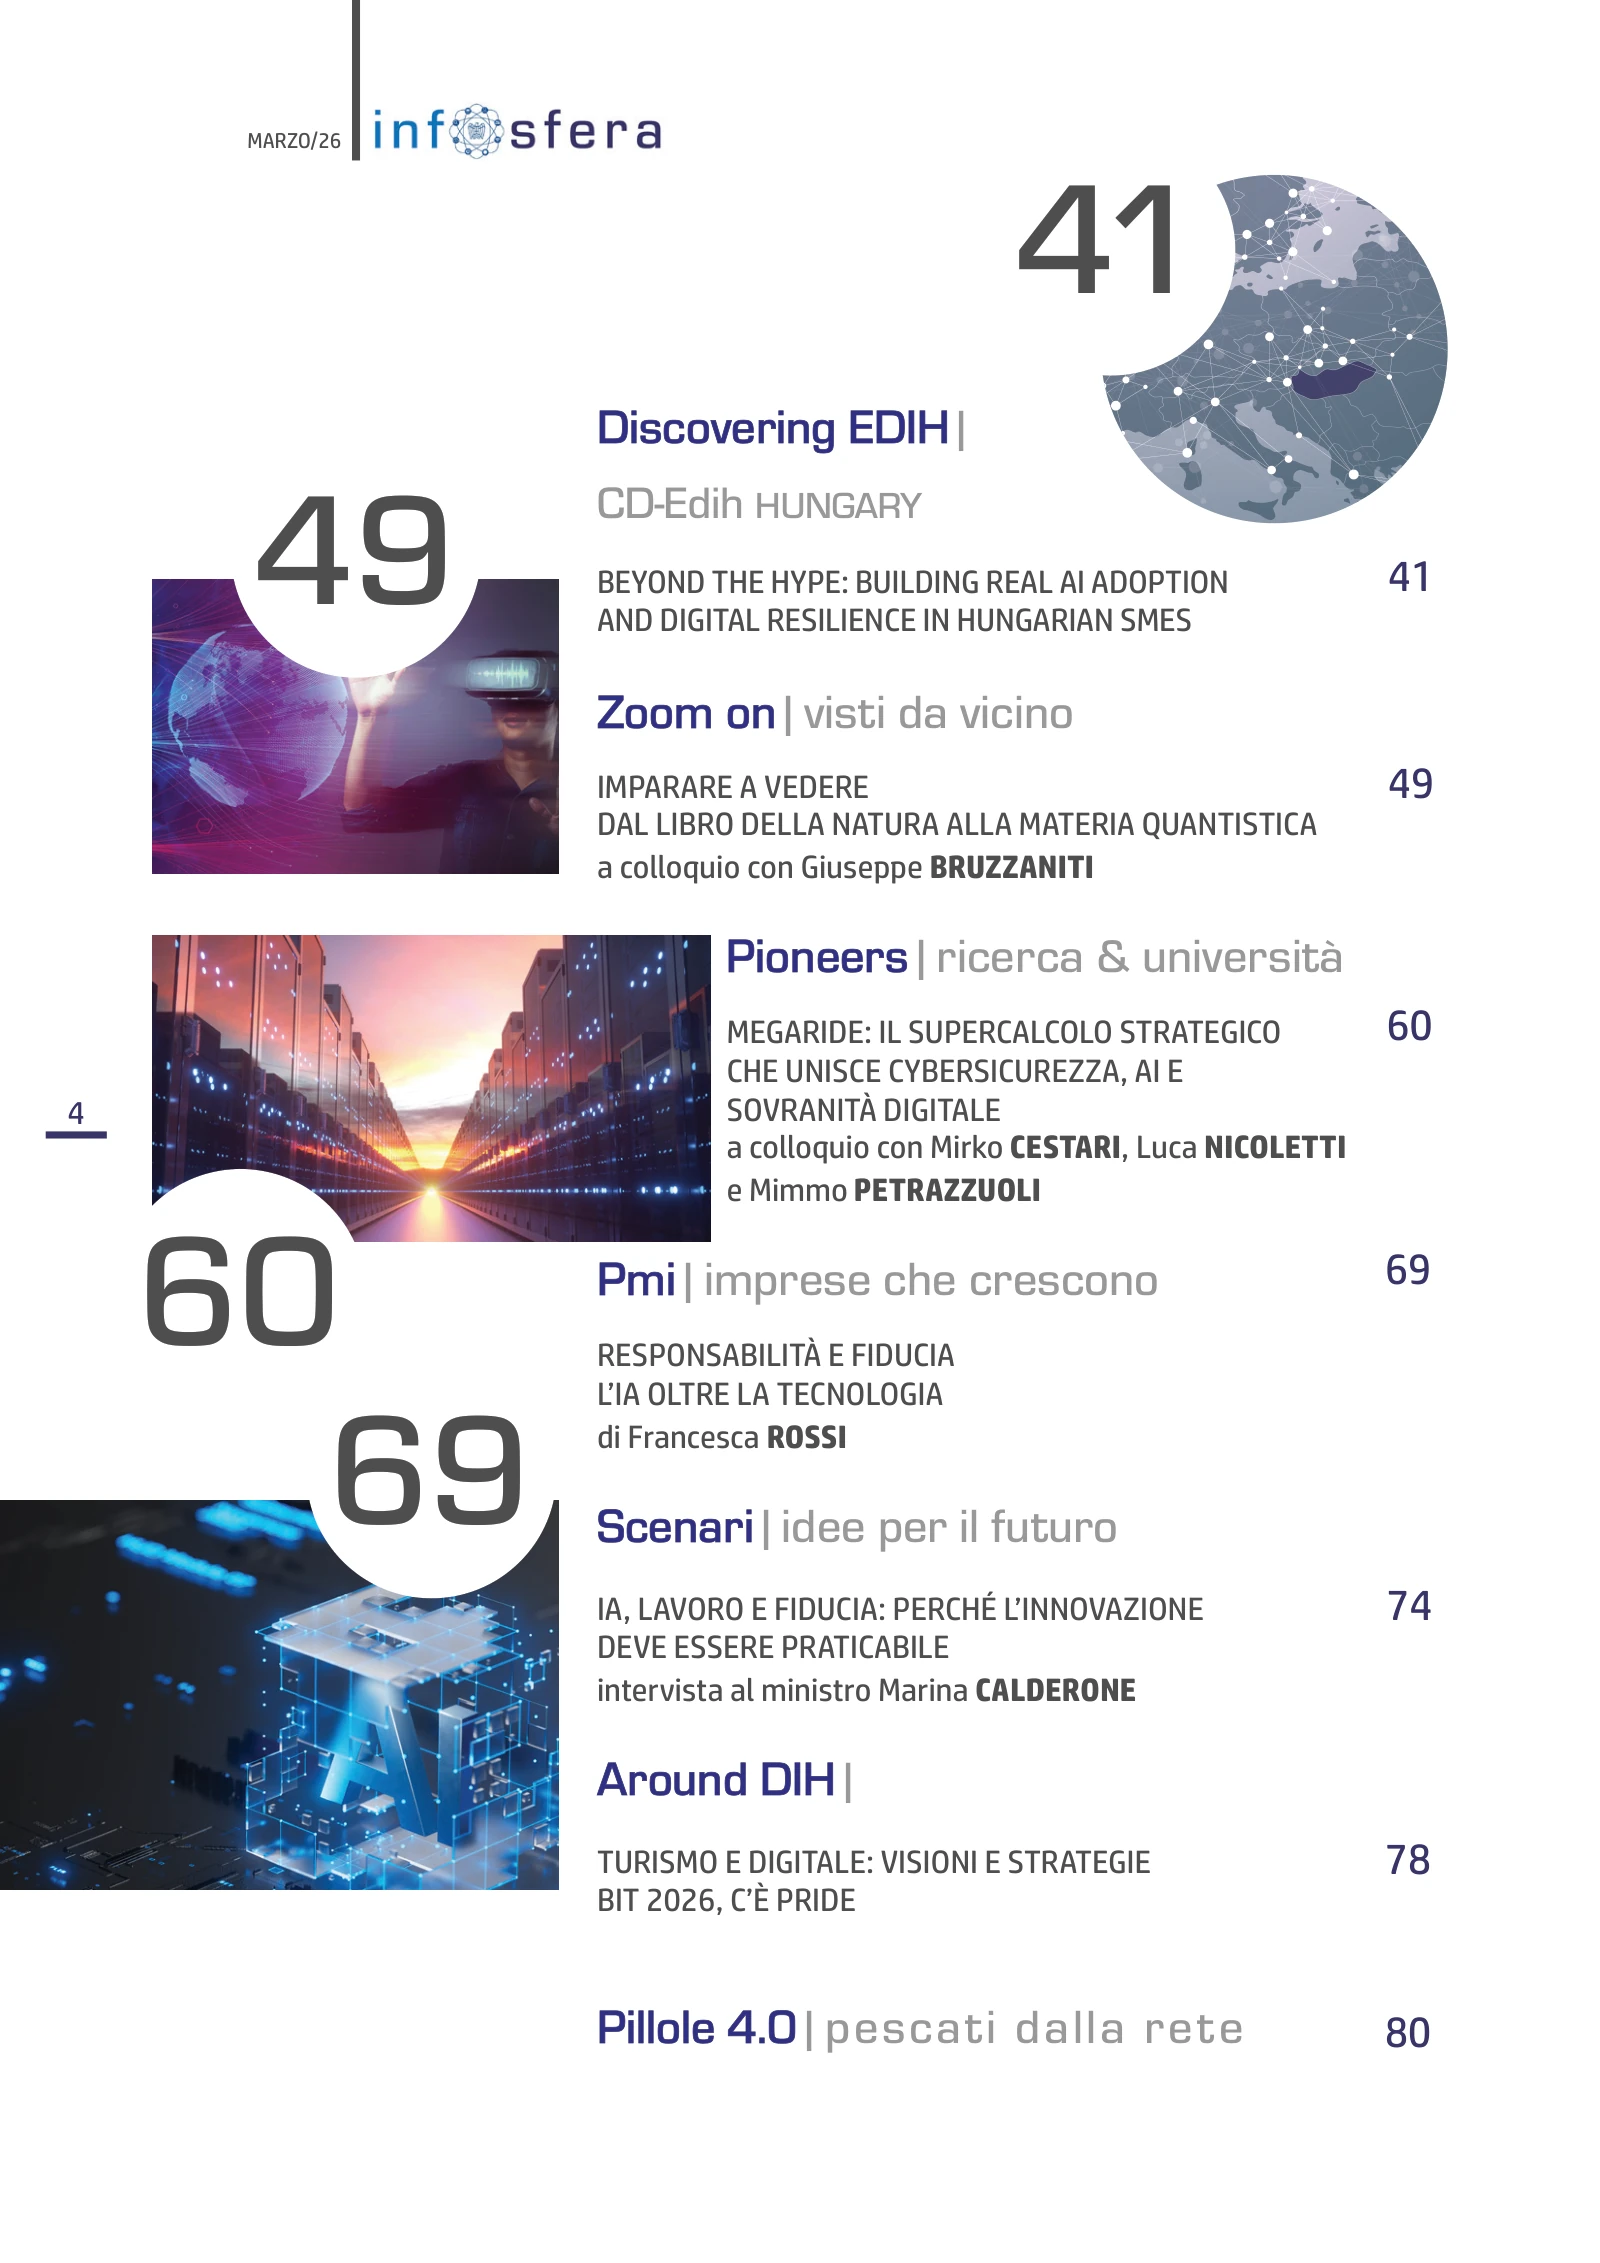 MARZO/26
infosfera
41
Discovering EDIH |
CD-Edih HUNGARY
BEYOND THE HYPE: BUILDING REAL AI ADOPTION 41
AND DIGITAL RESILIENCE IN HUNGARIAN SMES
49
Zoom on | visti da vicino
IMPARARE A VEDERE 49
DAL LIBRO DELLA NATURA ALLA MATERIA QUANTISTICA
a colloquio con Giuseppe BRUZZANITI
Pioneers | ricerca & università
MEGARIDE: IL SUPERCALCOLO STRATEGICO 60
CHE UNISCE CYBERSICUREZZA, AI E
SOVRANITÀ DIGITALE
a colloquio con Mirko CESTARI, Luca NICOLETTI
e Mimmo PETRAZZUOLI
4
60
Pmi | imprese che crescono 69
RESPONSABILITÀ E FIDUCIA
L’IA OLTRE LA TECNOLOGIA
di Francesca ROSSI
69
Scenari | idee per il futuro
IA, LAVORO E FIDUCIA: PERCHÉ L’INNOVAZIONE 74
DEVE ESSERE PRATICABILE
intervista al ministro Marina CALDERONE
AI
Around DIH |
TURISMO E DIGITALE: VISIONI E STRATEGIE 78
BIT 2026, C’È PRIDE
Pillole 4.0 | pescati dalla rete 80